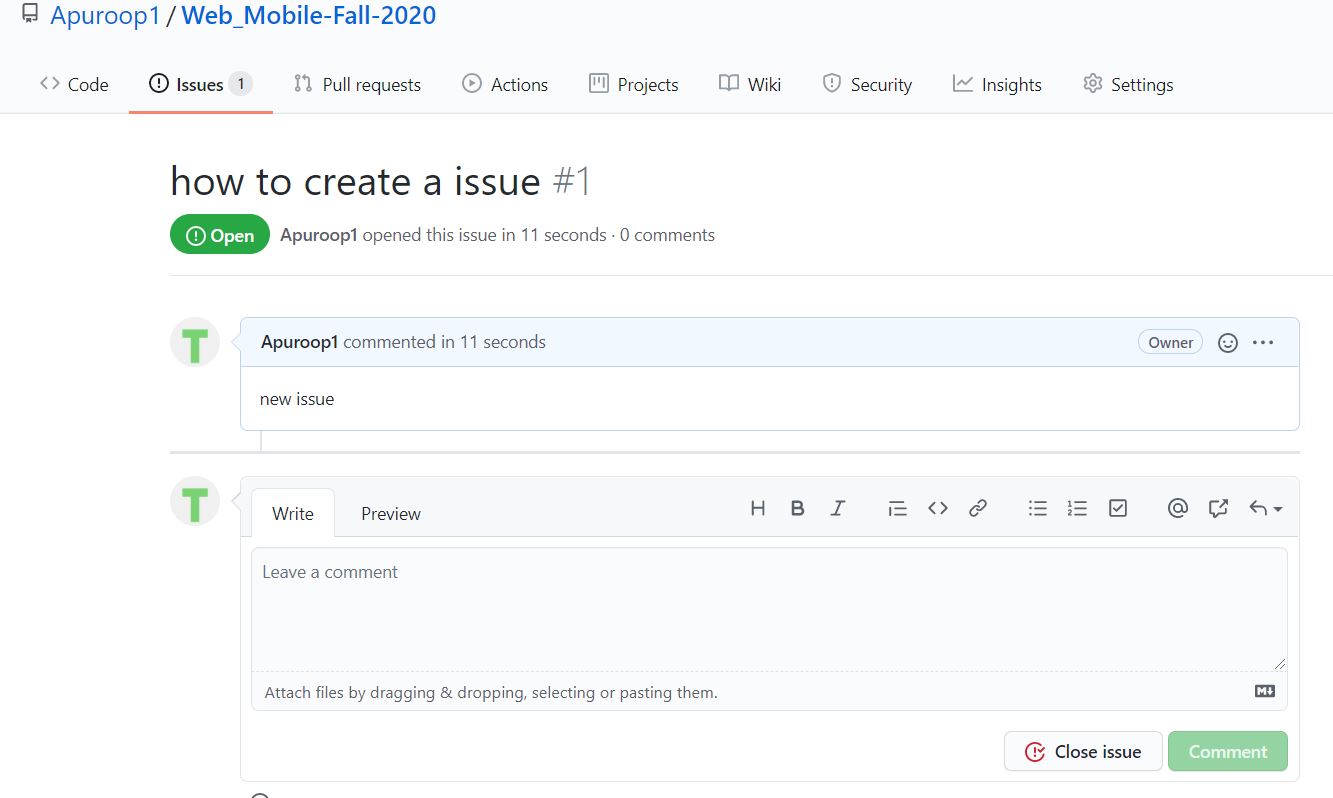 Apuroop1 / Web_Mobile-Fall-2020
Code Issues 1 Pull requests Actions Projects Wiki Security Insights Settings
how to create a issue #1
Open Apuroop1 opened this issue in 11 seconds · 0 comments
T
Apuroop1 commented in 11 seconds Owner
new issue
T
Write Preview H B I
Leave a comment
Attach files by dragging & dropping, selecting or pasting them.
Close issue Comment